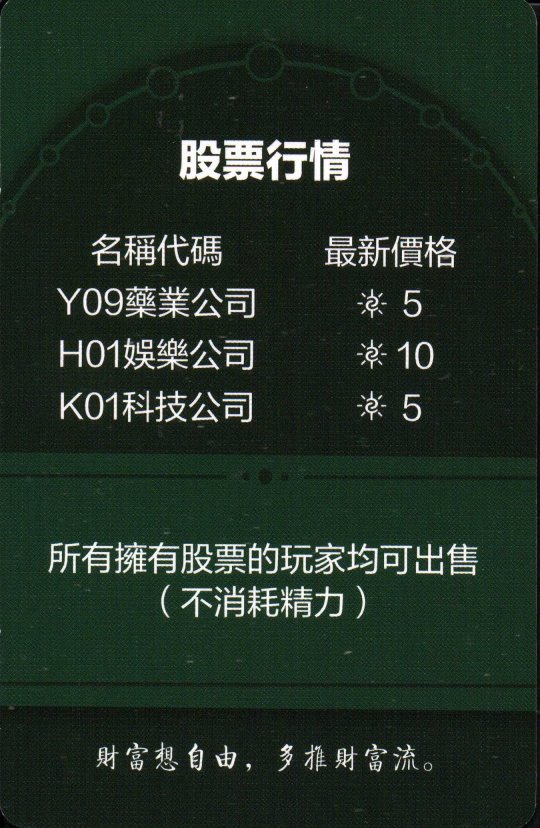 股票行情
名稱代碼 最新價格
Y09藥業公司 5
H01娛樂公司 10
K01科技公司 5
所有擁有股票的玩家均可出售
（不消耗精力）
財富想自由，多推財富流。